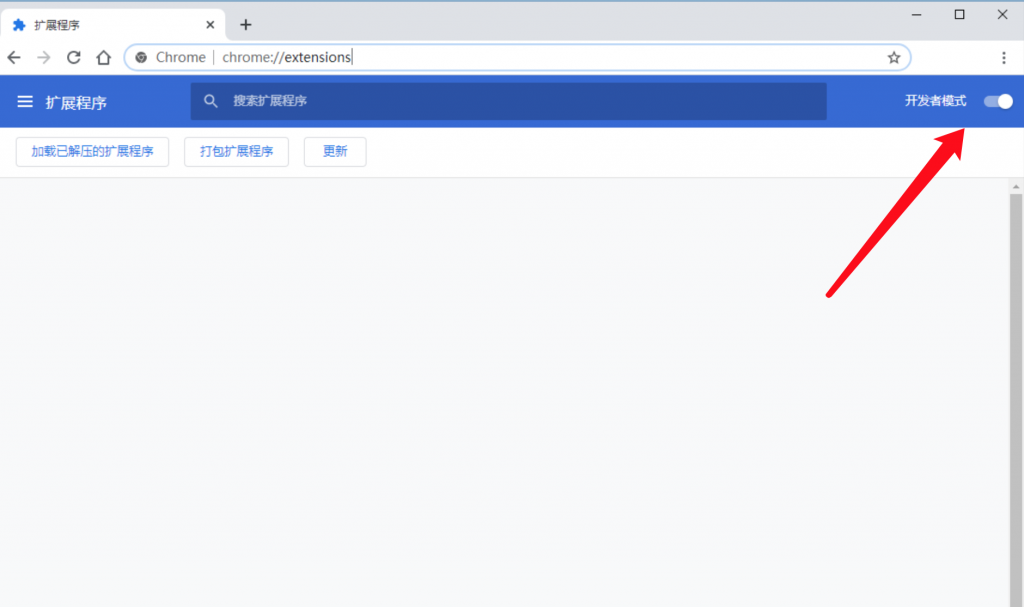 扩展程序
Chrome | chrome://extensions
扩展程序 搜索扩展程序 开发者模式
加载已解压的扩展程序 打包扩展程序 更新